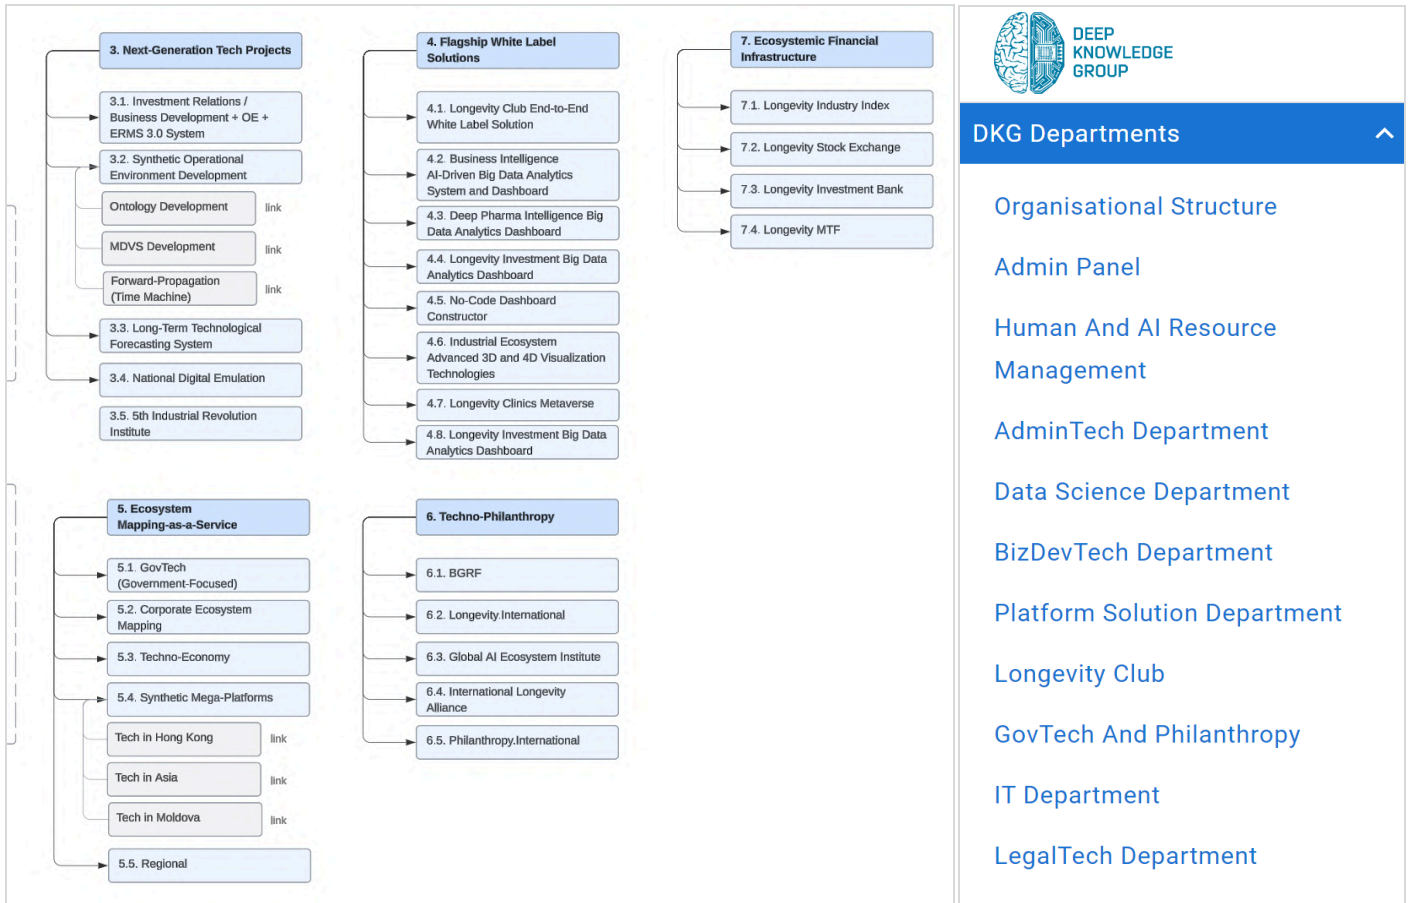 3. Next-Generation Tech Projects
3.1. Investment Relations /
Business Development + OE +
ERMS 3.0 System
3.2. Synthetic Operational
Environment Development
Ontology Development
link
MDVS Development
link
Forward-Propagation
(Time Machine)
link
3.3. Long-Term Technological
Forecasting System
3.4. National Digital Emulation
3.5. 5th Industrial Revolution
Institute
4. Flagship White Label
Solutions
4.1. Longevity Club End-to-End
White Label Solution
4.2. Business Intelligence
AI-Driven Big Data Analytics
System and Dashboard
4.3. Deep Pharma Intelligence Big
Data Analytics Dashboard
4.4. Longevity Investment Big Data
Analytics Dashboard
4.5. No-Code Dashboard
Constructor
4.6. Industrial Ecosystem
Advanced 3D and 4D Visualization
Technologies
4.7. Longevity Clinics Metaverse
4.8. Longevity Investment Big Data
Analytics Dashboard
7. Ecosystemic Financial
Infrastructure
7.1. Longevity Industry Index
7.2. Longevity Stock Exchange
7.3. Longevity Investment Bank
7.4. Longevity MTF
5. Ecosystem
Mapping-as-a-Service
5.1. GovTech
(Government-Focused)
5.2. Corporate Ecosystem
Mapping
5.3. Techno-Economy
5.4. Synthetic Mega-Platforms
Tech in Hong Kong
link
Tech in Asia
link
Tech in Moldova
link
5.5. Regional
6. Techno-Philanthropy
6.1. BGRF
6.2. Longevity.International
6.3. Global AI Ecosystem Institute
6.4. International Longevity
Alliance
6.5. Philanthropy.International
DEEP
KNOWLEDGE
GROUP
DKG Departments
Organisational Structure
Admin Panel
Human And AI Resource
Management
AdminTech Department
Data Science Department
BizDevTech Department
Platform Solution Department
Longevity Club
GovTech And Philanthropy
IT Department
LegalTech Department